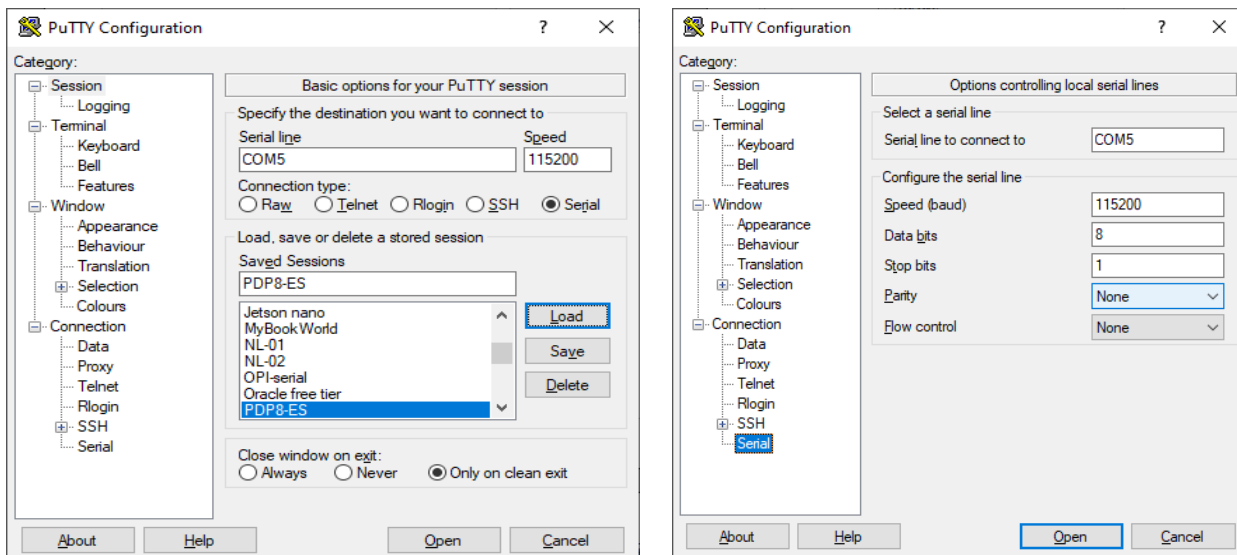 PuTTY Configuration
?
Category:
Session
Logging
Terminal
Keyboard
Bell
Features
Window
Appearance
Behaviour
Translation
Selection
Colours
Connection
Data
Proxy
Telnet
Rlogin
SSH
Serial
Basic options for your PuTTY session
Specify the destination you want to connect to
Serial line Speed
COM5 115200
Connection type:
Raw Telnet Rlogin SSH Serial
Load, save or delete a stored session
Saved Sessions
PDP8-ES
Jetson nano
MyBookWorld
NL-01
NL-02
OPI-serial
Oracle free tier
PDP8-ES
Load
Save
Delete
Close window on exit:
Always Never Only on clean exit
About Help Open Cancel
PuTTY Configuration
?
Category:
Session
Logging
Terminal
Keyboard
Bell
Features
Window
Appearance
Behaviour
Translation
Selection
Colours
Connection
Data
Proxy
Telnet
Rlogin
SSH
Serial
Options controlling local serial lines
Select a serial line
Serial line to connect to COM5
Configure the serial line
Speed (baud) 115200
Data bits 8
Stop bits 1
Parity None
Flow control None
About Help Open Cancel